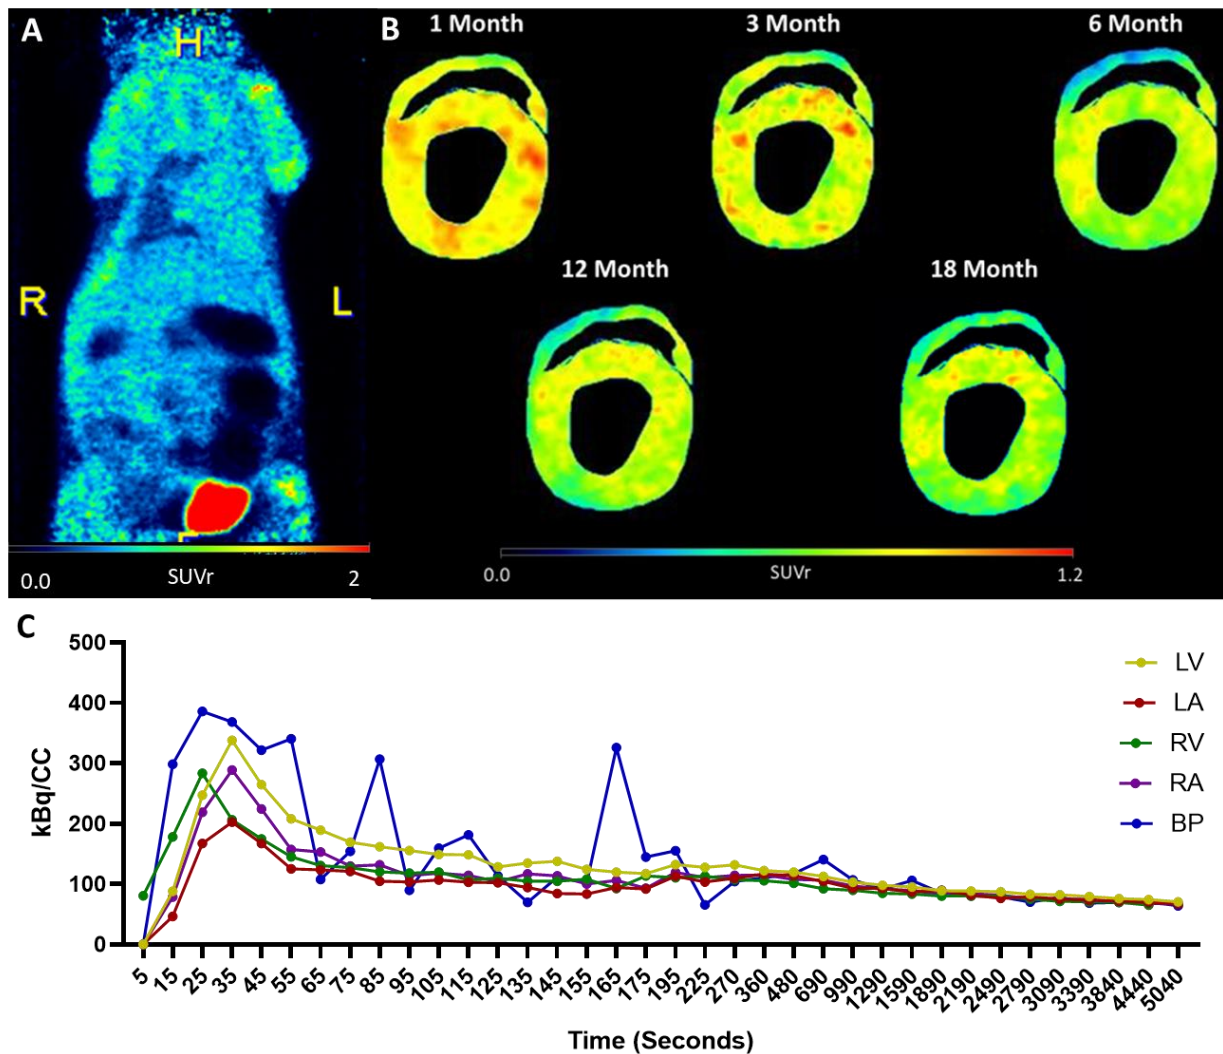 A
H
R
L
0.0
SUVr
2
B
1 Month
3 Month
6 Month
12 Month
18 Month
0.0
SUVr
1.2
C
500
400
300
200
100
0
kBq/CC
5 15 25 35 45 55 65 75 85 95 105 115 125 135 145 155 165 175 195 225 270 360 480 690 990 1290 1590 1890 2190 2490 2790 3090 3390 3840 4440 5040
Time (Seconds)
LV
LA
RV
RA
BP